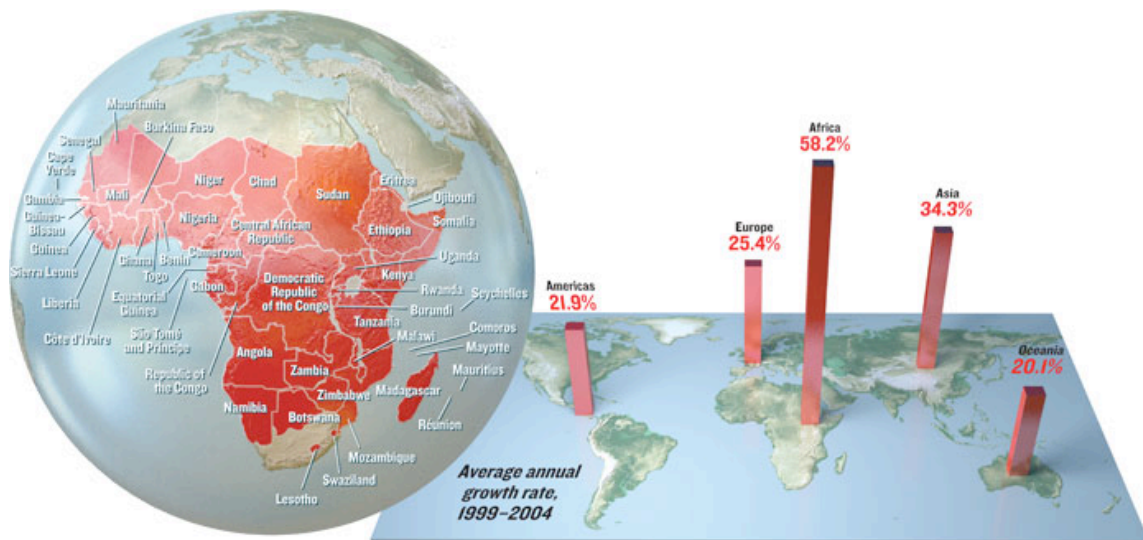 Mauritania
Burkina Faso
Senegal
Cape
Verde
Gambia
Guinea-
Bissau
Guinea
Sierra Leone
Liberia
Côte d'Ivoire
Mali
Niger
Chad
Sudan
Eritrea
Djibouti
Somalia
Ethiopia
Nigeria
Central African
Republic
Cameroon
Ghana
Togo
Benin
Equatorial
Guinea
Gabon
São Tomé
and Príncipe
Republic of
the Congo
Democratic
Republic
of the Congo
Uganda
Kenya
Rwanda
Burundi
Seychelles
Tanzania
Malawi
Comoros
Mayotte
Mauritius
Angola
Zambia
Zimbabwe
Madagascar
Réunion
Namibia
Botswana
Mozambique
Swaziland
Lesotho
Americas
21.9%
Europe
25.4%
Africa
58.2%
Asia
34.3%
Oceania
20.1%
Average annual
growth rate,
1999–2004